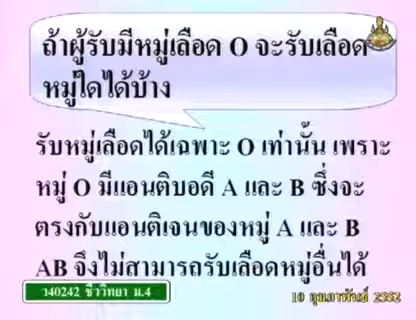 ถ้าผู้รับมีหมู่เลือด O จะรับเลือด
หมู่ใดได้บ้าง
รับหมู่เลือดได้เฉพาะ O เท่านั้น เพราะ
หมู่ O มีแอนติบอดี A และ B ซึ่งจะ
ตรงกับแอนติเจนของหมู่ A และ B
AB จึงไม่สามารถรับเลือดหมู่อื่นได้
ว40242 ชีววิทยา ม.4
10 กุมภาพันธ์ 2552